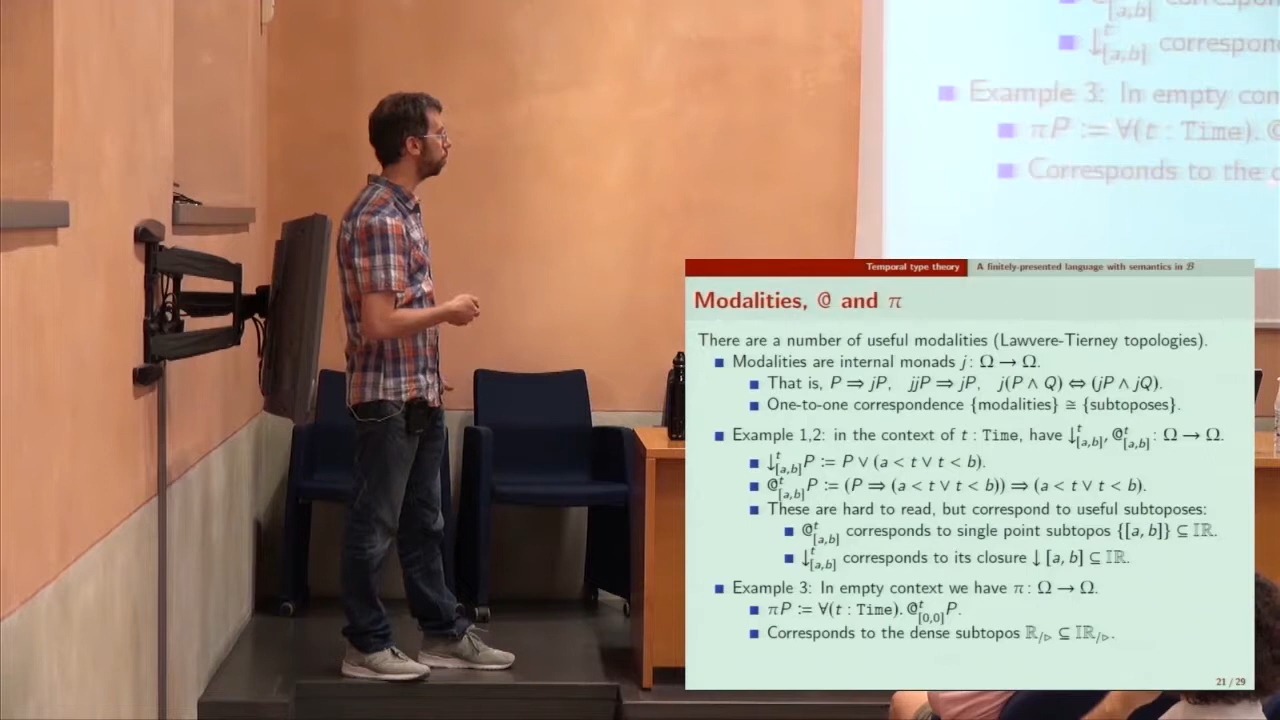 [a,b]
↓ᵗ[a,b] correspon
Example 3: In empty con
πP := ∀(t : Time). @
Corresponds to the
Temporal type theory A finitely-presented language with semantics in ℬ
Modalities, @ and π
There are a number of useful modalities (Lawvere-Tierney topologies).
Modalities are internal monads j: Ω → Ω.
That is, P ⇒ jP, jjP ⇒ jP, j(P ∧ Q) ⇔ (jP ∧ jQ).
One-to-one correspondence {modalities} ≅ {subtoposes}.
Example 1,2: in the context of t : Time, have ↓ᵗ[a,b], @ᵗ[a,b] : Ω → Ω.
↓ᵗ[a,b]P := P ∨ (a < t ∨ t < b).
@ᵗ[a,b]P := (P ⇒ (a < t ∨ t < b)) ⇒ (a < t ∨ t < b).
These are hard to read, but correspond to useful subtoposes:
@ᵗ[a,b] corresponds to single point subtopos {[a, b]} ⊆ 𝕀ℝ.
↓ᵗ[a,b] corresponds to its closure ↓ [a, b] ⊆ 𝕀ℝ.
Example 3: In empty context we have π : Ω → Ω.
πP := ∀(t : Time). @ᵗ[0,0]P.
Corresponds to the dense subtopos ℝ/▷ ⊆ 𝕀ℝ/▷.
21 / 29